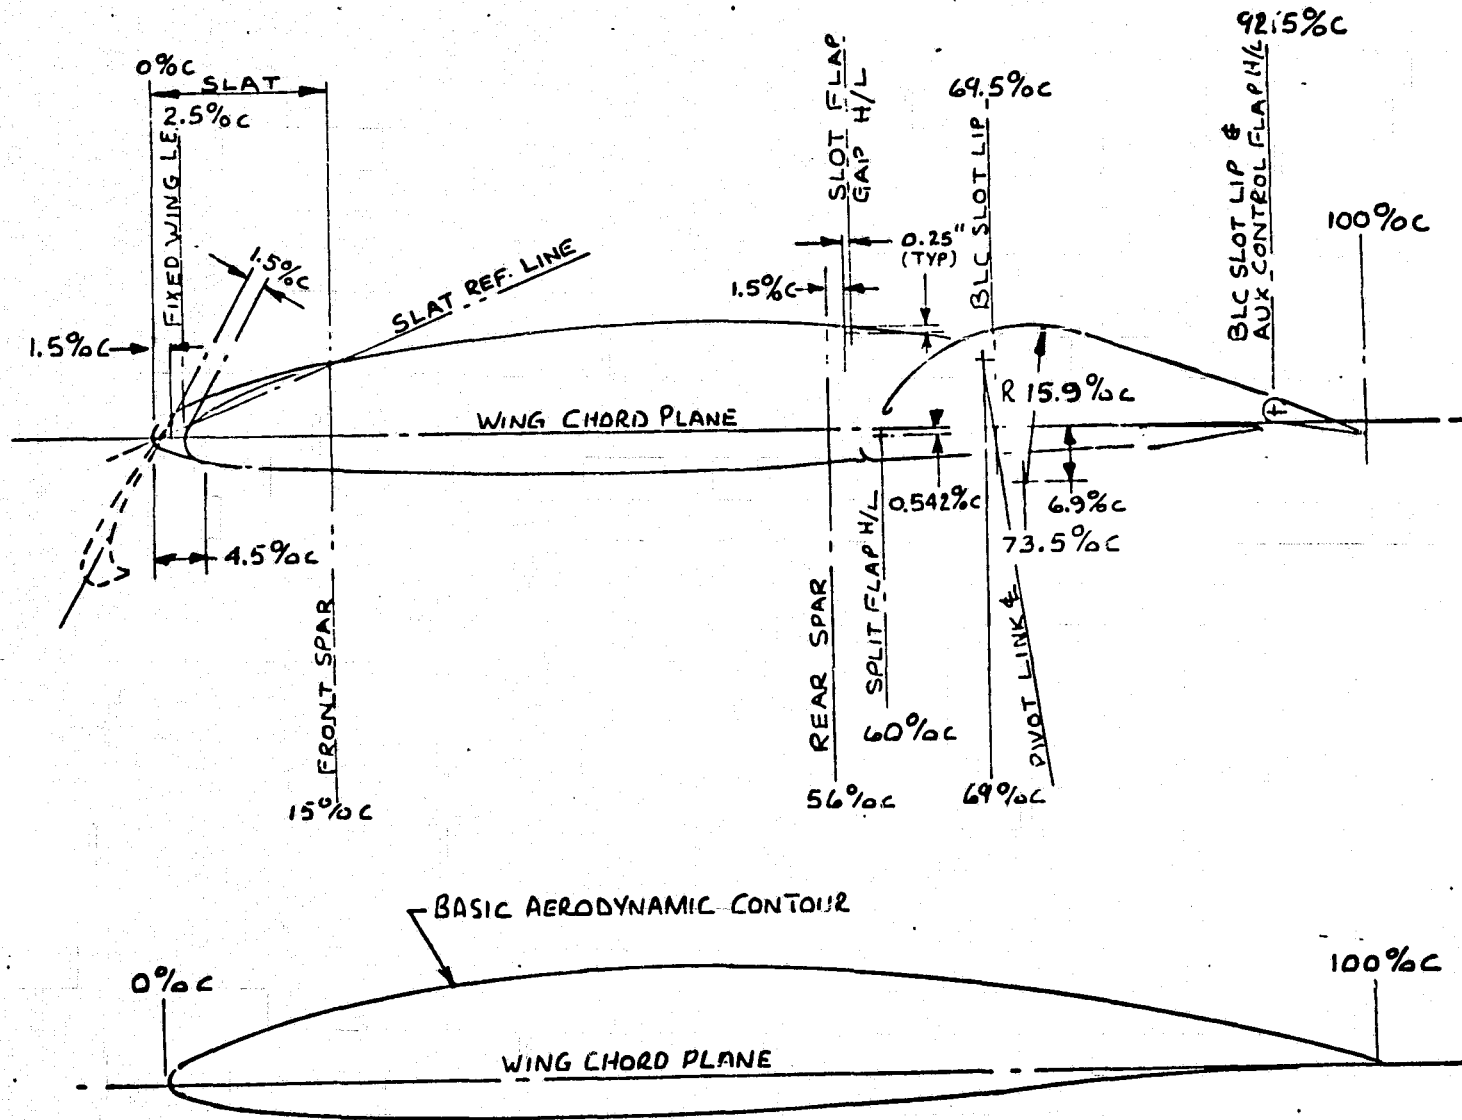 92.5%C
0%C
SLAT
2.5%C
FIXED WING L.E.
1.5%C
1.5%C
SLAT REF. LINE
SLOT FLAP
GAP H/L
0.25"
(TYP)
1.5%C
69.5%C
BLC SLOT LIP
BLC SLOT LIP &
AUX CONTROL FLAP H/L
100%C
WING CHORD PLANE
R 15.9%C
0.542%C
6.9%C
73.5%C
4.5%C
FRONT SPAR
15%C
REAR SPAR
56%C
SPLIT FLAP H/L
60%C
69%C
PIVOT LINK ℄
BASIC AERODYNAMIC CONTOUR
0%C
100%C
WING CHORD PLANE